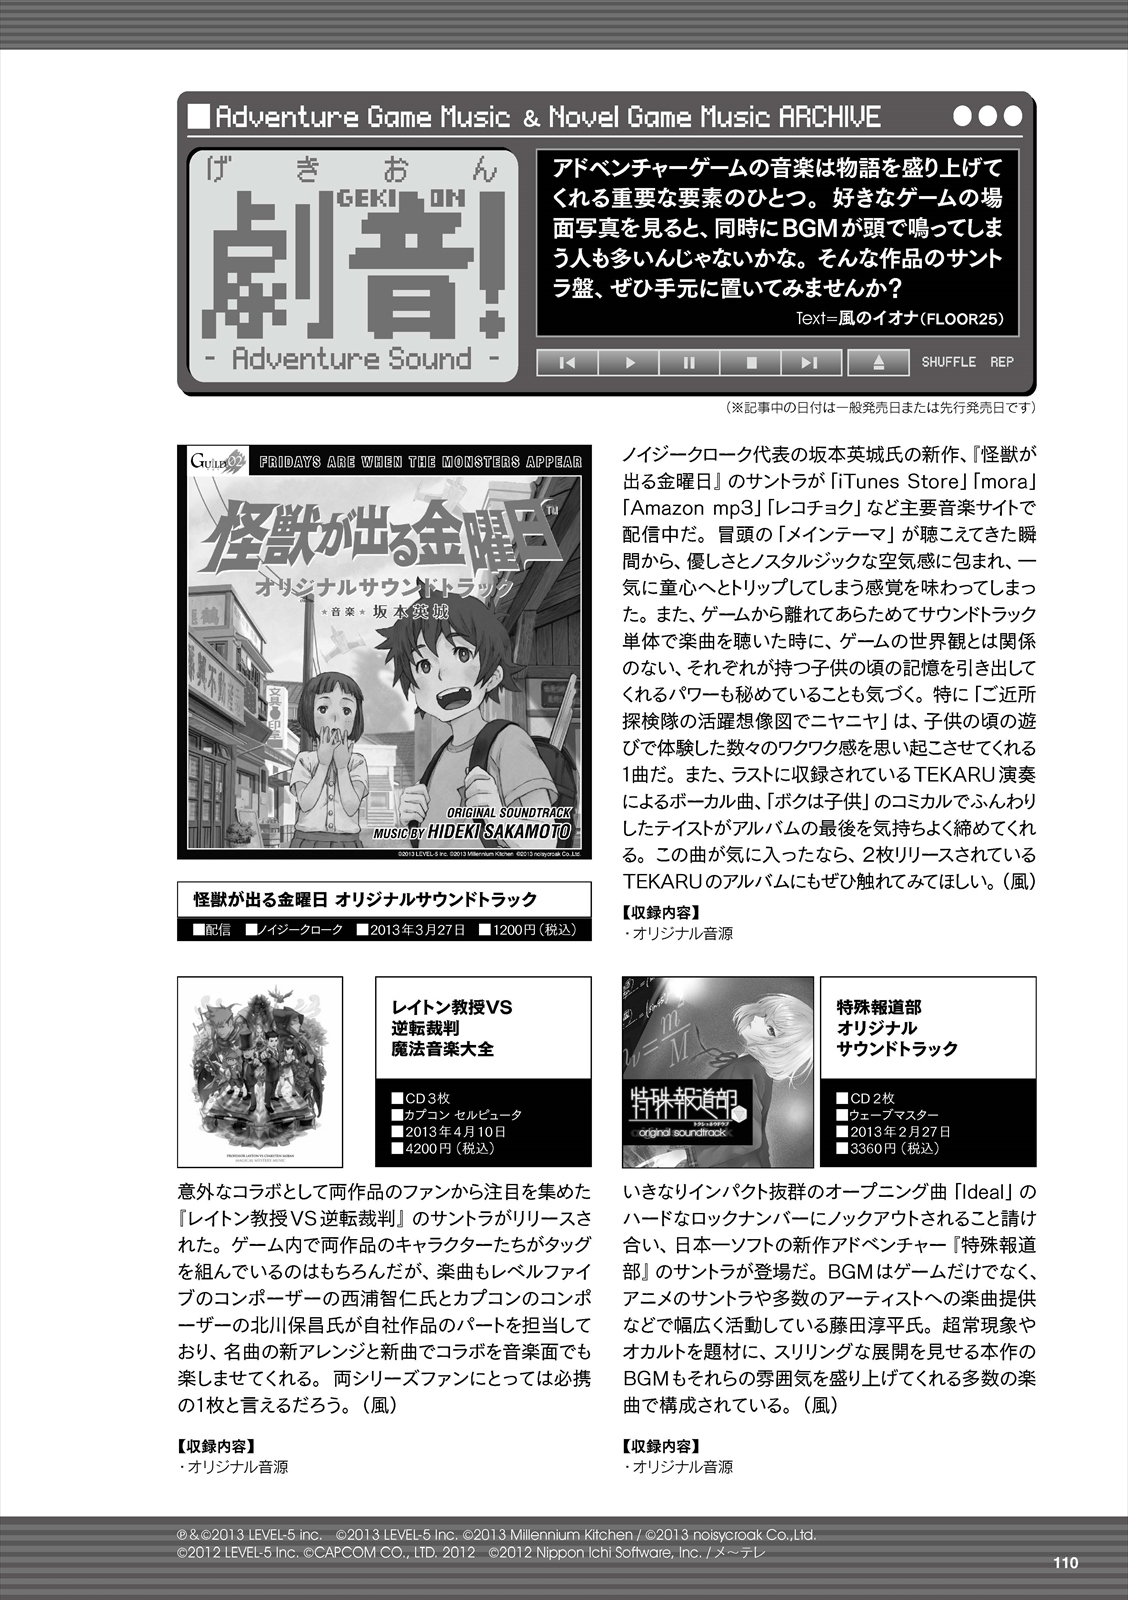 ■Adventure Game Music & Novel Game Music ARCHIVE
げきおん
GEKI ON
劇音!
- Adventure Sound -
アドベンチャーゲームの音楽は物語を盛り上げて
くれる重要な要素のひとつ。好きなゲームの場
面写真を見ると、同時にBGMが頭で鳴ってしま
う人も多いんじゃないかな。そんな作品のサント
ラ盤、ぜひ手元に置いてみませんか?
Text=風のイオナ(FLOOR25)
SHUFFLE REP
(※記事中の日付は一般発売日または先行発売日です)
GUILD02
FRIDAYS ARE WHEN THE MONSTERS APPEAR
怪獣が出る金曜日™
オリジナルサウンドトラック
★音楽★ 坂本英城
文具
印
ORIGINAL SOUNDTRACK
MUSIC BY HIDEKI SAKAMOTO
©2013 LEVEL-5 Inc. ©2013 Millennium Kitchen ©2013 noisycroak Co.,Ltd.
怪獣が出る金曜日 オリジナルサウンドトラック
■配信 ■ノイジークローク ■2013年3月27日 ■1200円(税込)
ノイジークローク代表の坂本英城氏の新作、『怪獣が
出る金曜日』のサントラが「iTunes Store」「mora」
「Amazon mp3」「レコチョク」など主要音楽サイトで
配信中だ。冒頭の「メインテーマ」が聴こえてきた瞬
間から、優しさとノスタルジックな空気感に包まれ、一
気に童心へとトリップしてしまう感覚を味わってしまっ
た。また、ゲームから離れてあらためてサウンドトラック
単体で楽曲を聴いた時に、ゲームの世界観とは関係
のない、それぞれが持つ子供の頃の記憶を引き出して
くれるパワーも秘めていることも気づく。特に「ご近所
探検隊の活躍想像図でニヤニヤ」は、子供の頃の遊
びで体験した数々のワクワク感を思い起こさせてくれる
1曲だ。また、ラストに収録されているTEKARU演奏
によるボーカル曲、「ボクは子供」のコミカルでふんわり
したテイストがアルバムの最後を気持ちよく締めてくれ
る。この曲が気に入ったなら、2枚リリースされている
TEKARUのアルバムにもぜひ触れてみてほしい。(風)
【収録内容】
・オリジナル音源
PROFESSOR LAYTON VS GYAKUTEN SAIBAN
MAGICAL MYSTERY MUSIC
レイトン教授VS
逆転裁判
魔法音楽大全
■CD3枚
■カプコン セルピュータ
■2013年4月10日
■4200円(税込)
意外なコラボとして両作品のファンから注目を集めた
『レイトン教授VS逆転裁判』のサントラがリリースさ
れた。ゲーム内で両作品のキャラクターたちがタッグ
を組んでいるのはもちろんだが、楽曲もレベルファイ
ブのコンポーザーの西浦智仁氏とカプコンのコンポ
ーザーの北川保昌氏が自社作品のパートを担当して
おり、名曲の新アレンジと新曲でコラボを音楽面でも
楽しませてくれる。両シリーズファンにとっては必携
の1枚と言えるだろう。(風)
【収録内容】
・オリジナル音源
m
M
特殊報道部
トクシュホウドウブ
original soundtrack
特殊報道部
オリジナル
サウンドトラック
■CD2枚
■ウェーブマスター
■2013年2月27日
■3360円(税込)
いきなりインパクト抜群のオープニング曲「Ideal」の
ハードなロックナンバーにノックアウトされること請け
合い、日本一ソフトの新作アドベンチャー『特殊報道
部』のサントラが登場だ。BGMはゲームだけでなく、
アニメのサントラや多数のアーティストへの楽曲提供
などで幅広く活動している藤田淳平氏。超常現象や
オカルトを題材に、スリリングな展開を見せる本作の
BGMもそれらの雰囲気を盛り上げてくれる多数の楽
曲で構成されている。(風)
【収録内容】
・オリジナル音源
℗&©2013 LEVEL-5 inc. ©2013 LEVEL-5 Inc. ©2013 Millennium Kitchen / ©2013 noisycroak Co.,Ltd.
©2012 LEVEL-5 Inc. ©CAPCOM CO., LTD. 2012 ©2012 Nippon Ichi Software, Inc. / メ〜テレ
110